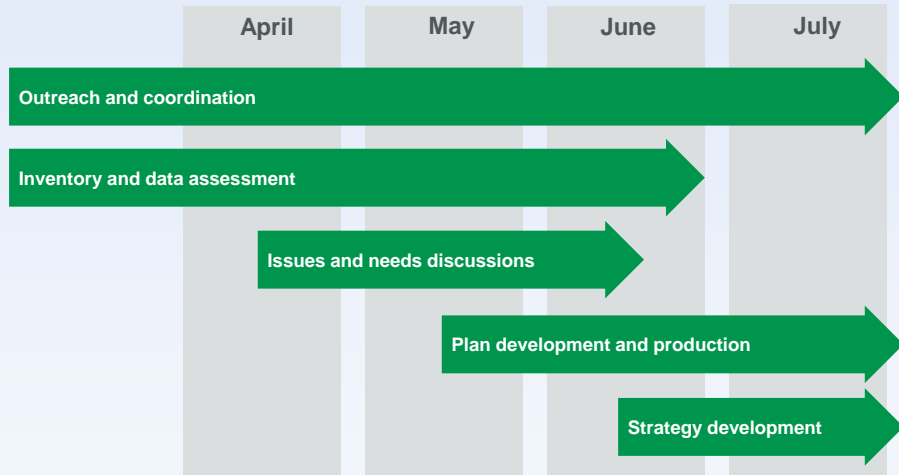 April May June July
Outreach and coordination
Inventory and data assessment
Issues and needs discussions
Plan development and production
Strategy development